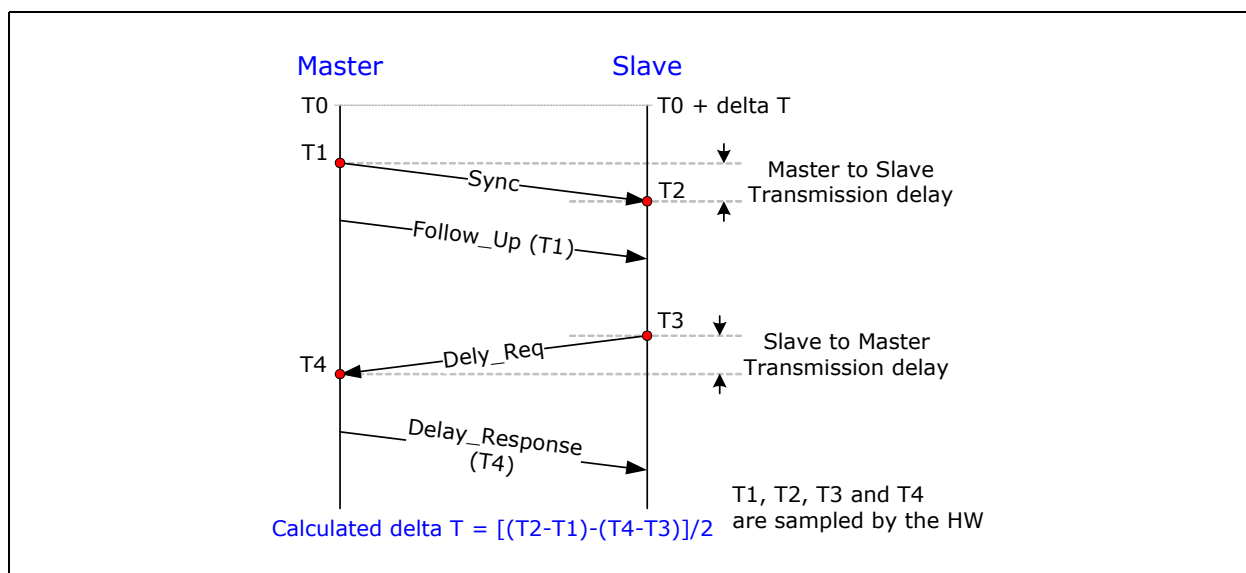 Master
Slave
T0
T0 + delta T
T1
Sync
T2
Master to Slave
Transmission delay
Follow_Up (T1)
T3
T4
Dely_Req
Slave to Master
Transmission delay
Delay_Response
(T4)
T1, T2, T3 and T4
are sampled by the HW
Calculated delta T = [(T2-T1)-(T4-T3)]/2